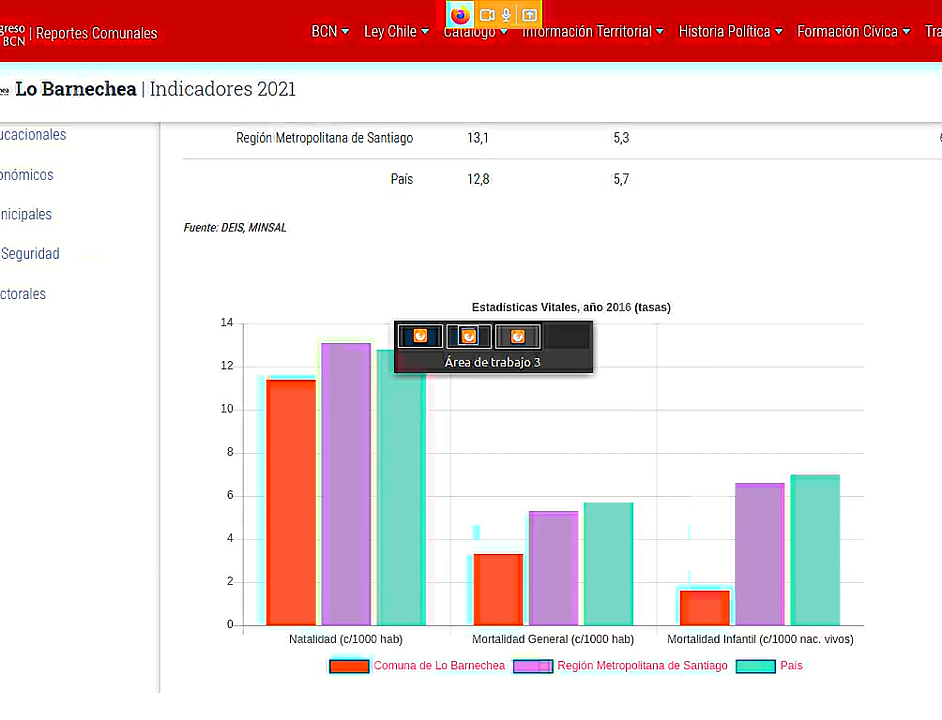 greso
BCN | Reportes Comunales
BCN Ley Chile Catálogo Información Territorial Historia Política Formación Cívica Tra
Lo Barnechea | Indicadores 2021
ucacionales
onómicos
nicipales
Seguridad
ctorales
Región Metropolitana de Santiago 13,1 5,3
País 12,8 5,7
Fuente: DEIS, MINSAL
Estadísticas Vitales, año 2016 (tasas)
14
12
10
8
6
4
2
0
Área de trabajo 3
Natalidad (c/1000 hab) Mortalidad General (c/1000 hab) Mortalidad Infantil (c/1000 nac. vivos)
Comuna de Lo Barnechea Región Metropolitana de Santiago País